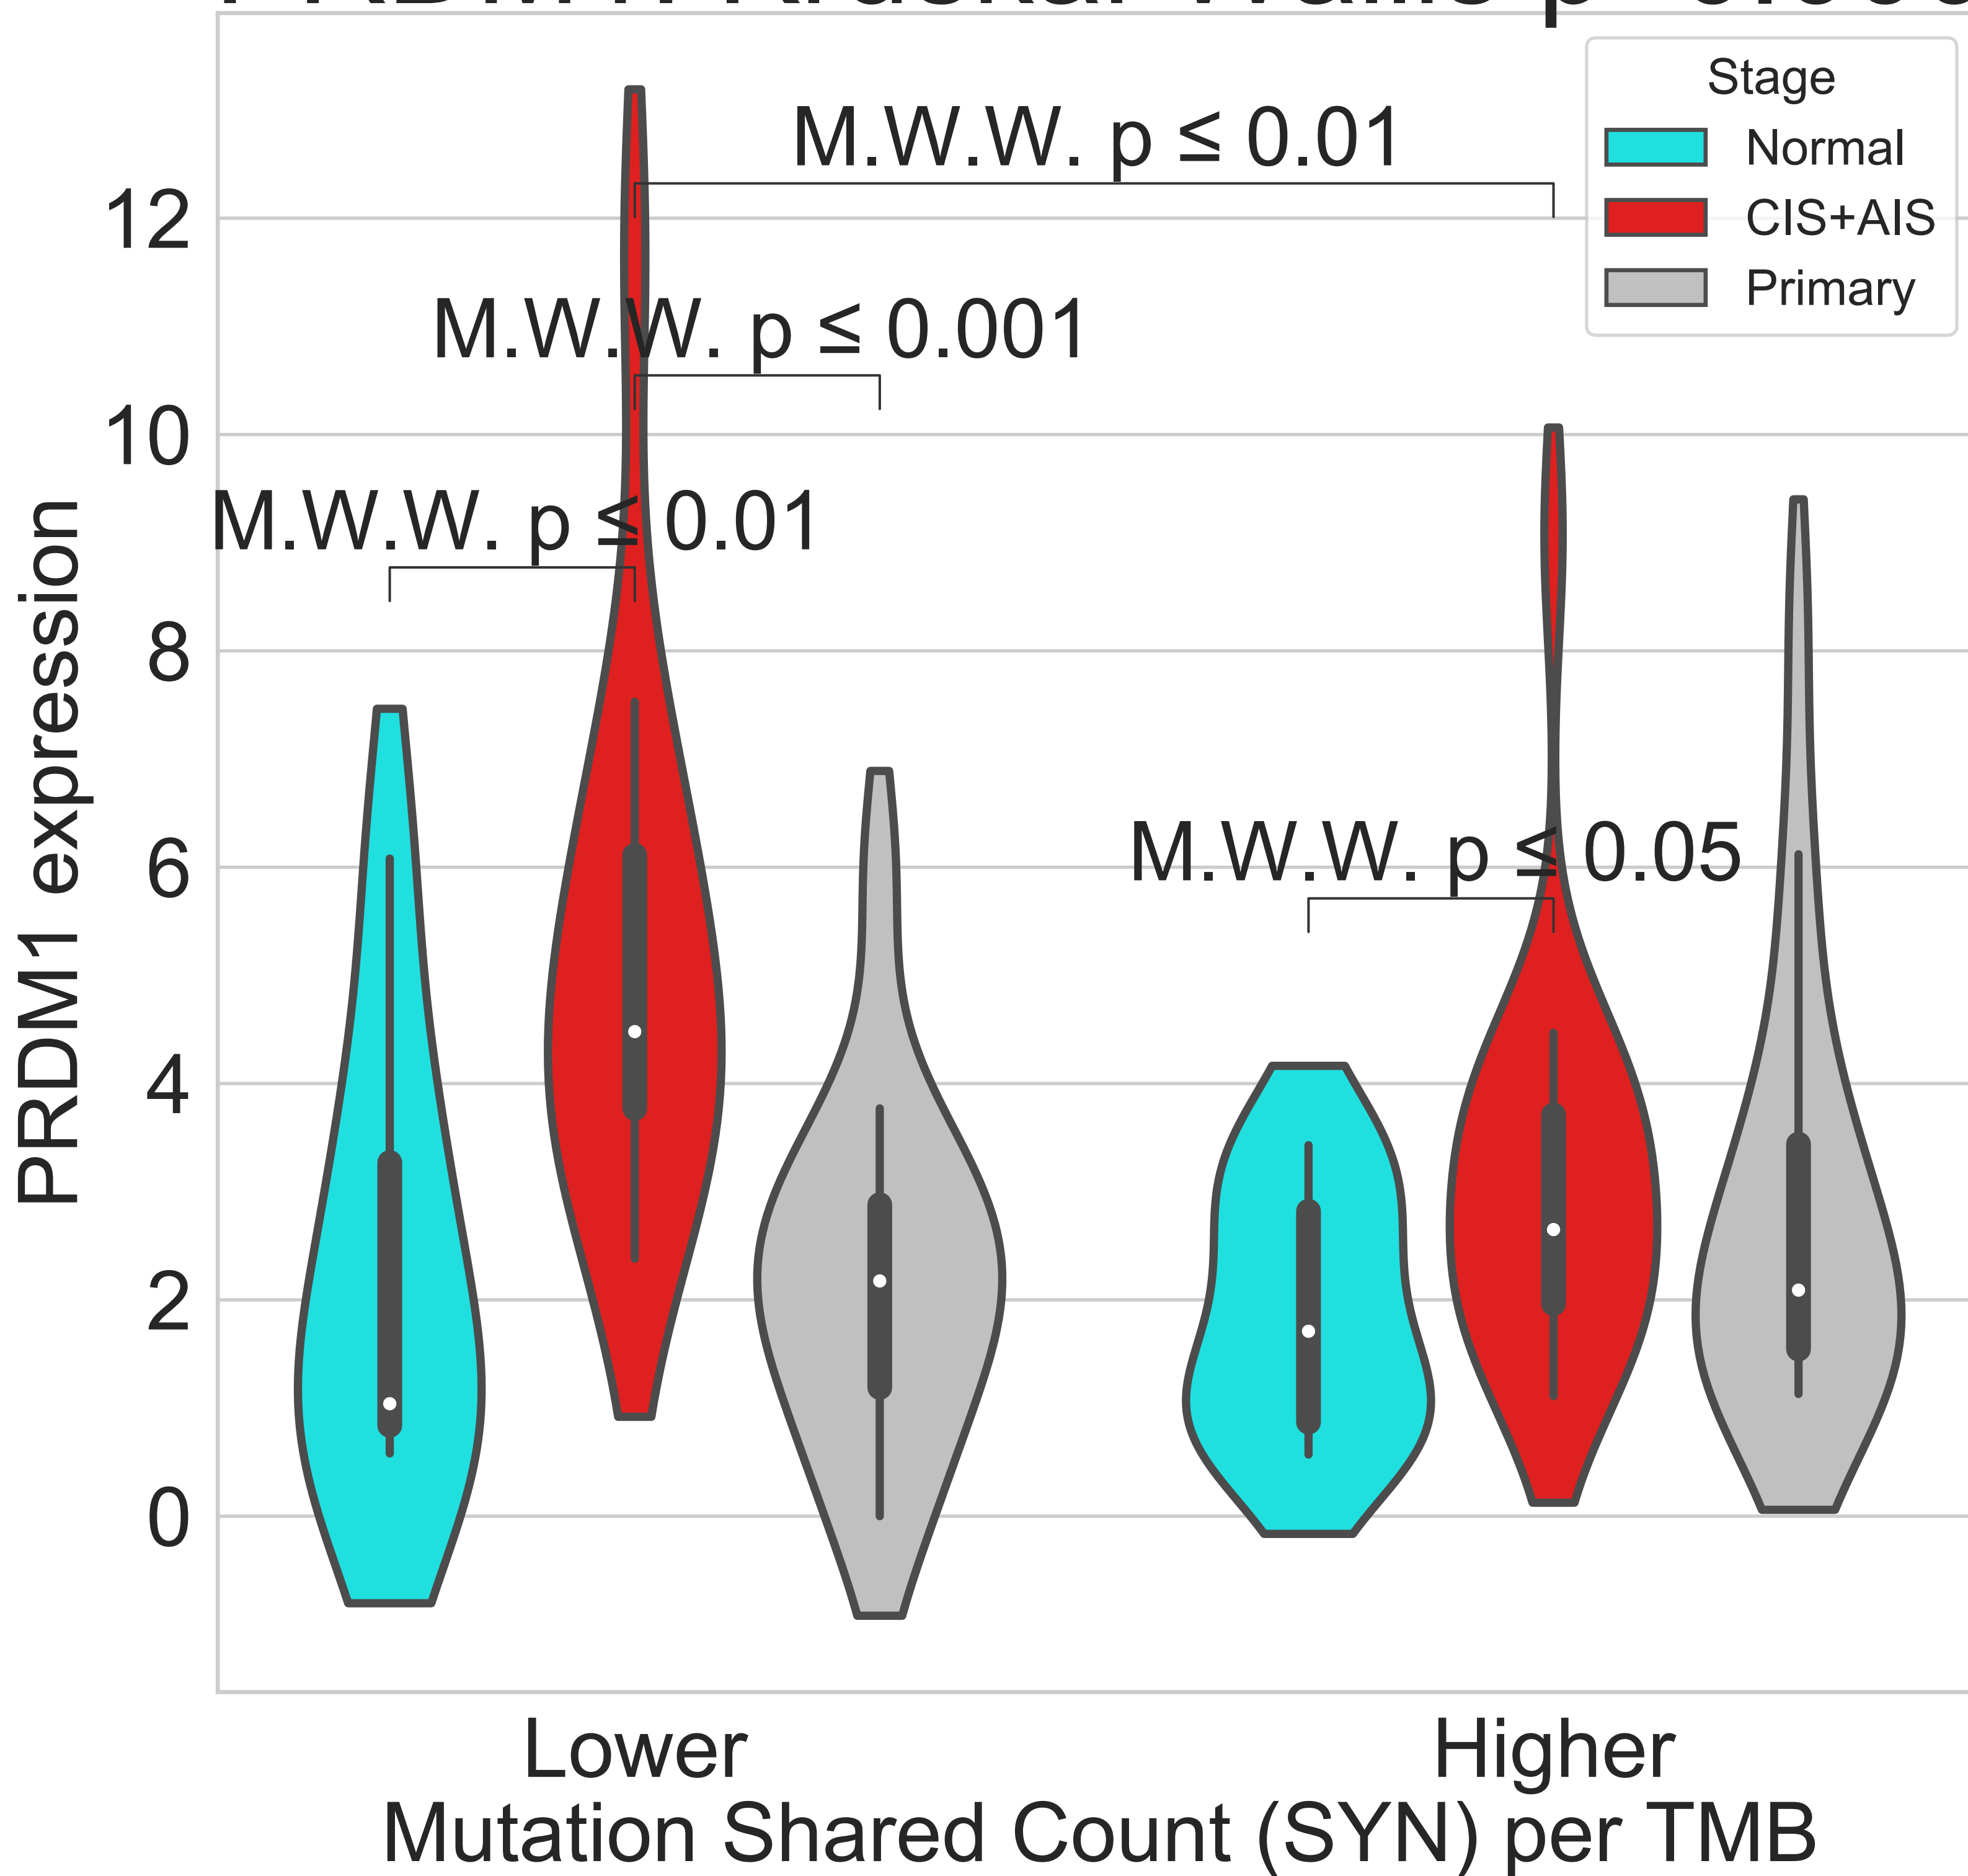 Stage
Normal
CIS+AIS
Primary
M.W.W. p ≤ 0.01
M.W.W. p ≤ 0.001
M.W.W. p ≤ 0.01
M.W.W. p ≤ 0.05
12
10
8
6
4
2
0
PRDM1 expression
Lower
Higher
Mutation Shared Count (SYN) per TMB